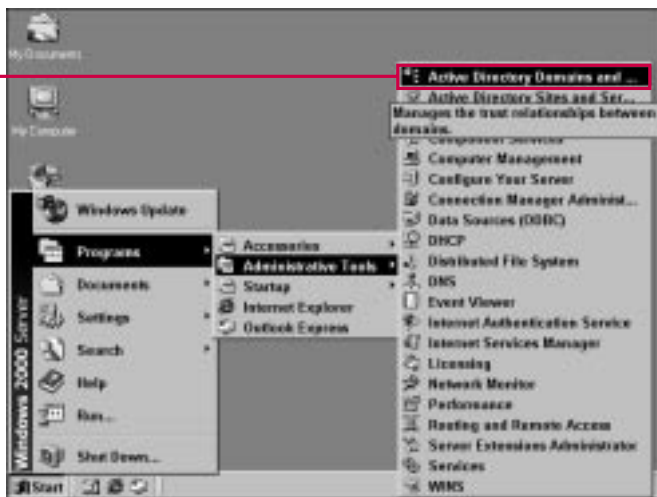 My Documents
My Computer
Windows Update
Programs
Documents
Settings
Search
Help
Run...
Shut Down...
Windows 2000 Server
Start
Accessories
Administrative Tools
Startup
Internet Explorer
Outlook Express
Active Directory Domains and ...
Active Directory Sites and Ser...
Manages the trust relationships between
domains.
Component Services
Computer Management
Configure Your Server
Connection Manager Administ...
Data Sources (ODBC)
DHCP
Distributed File System
DNS
Event Viewer
Internet Authentication Service
Internet Services Manager
Licensing
Network Monitor
Performance
Routing and Remote Access
Server Extensions Administrator
Services
WINS